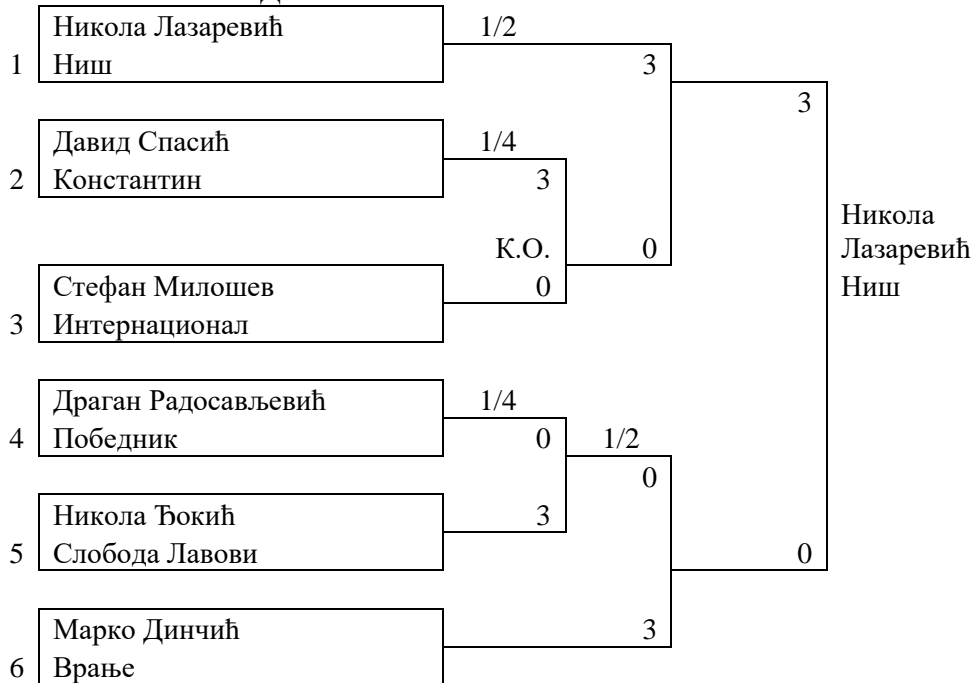 Никола Лазаревић 1/2
1 Ниш 3
3
Давид Спасић 1/4
2 Константин 3
Никола
К.О. 0 Лазаревић
Стефан Милошев 0 Ниш
3 Интернационал
Драган Радосављевић 1/4
4 Победник 0 1/2
0
Никола Ђокић 3
5 Слобода Лавови 0
Марко Динчић 3
6 Врање